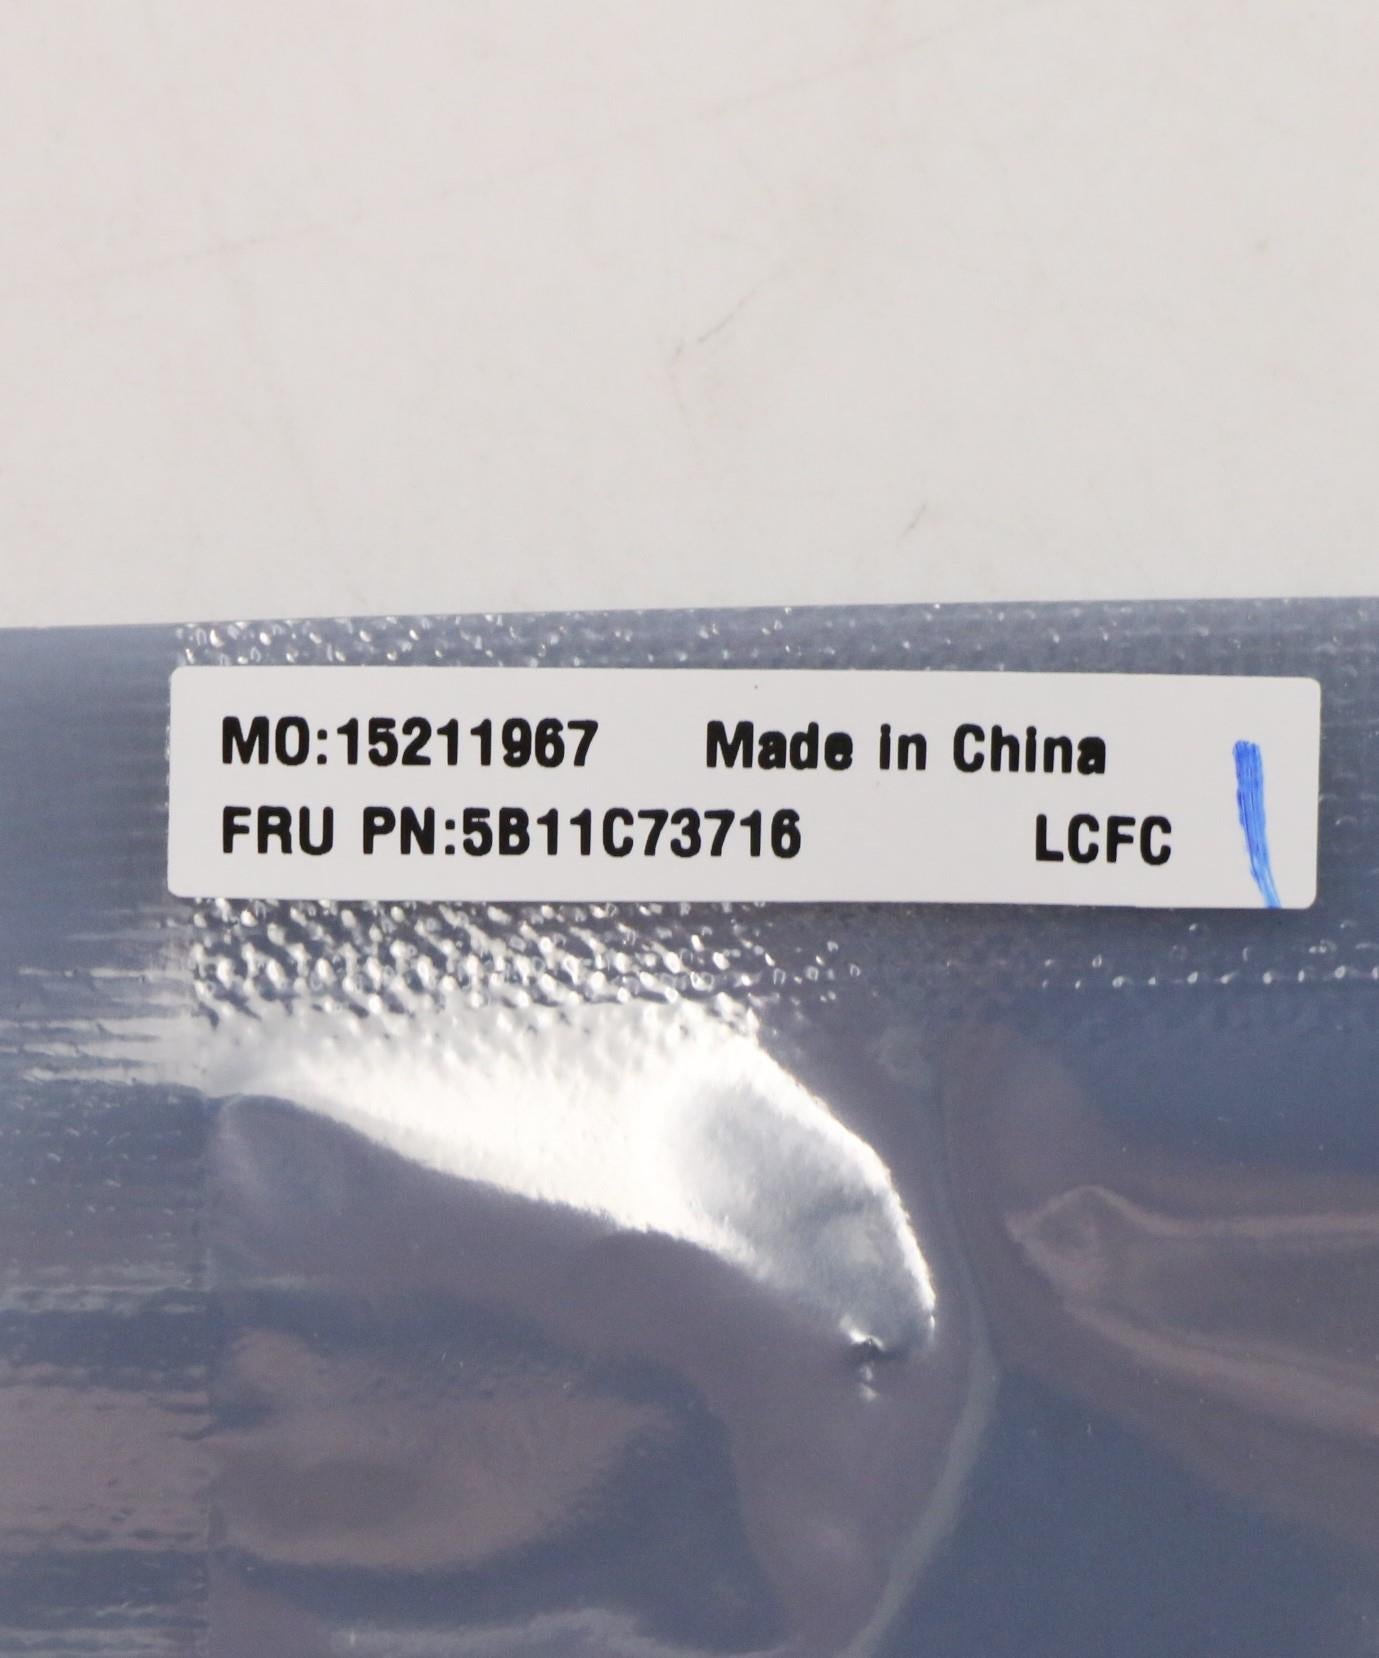 MO:15211967 Made in China
FRU PN:5B11C73716 LCFC